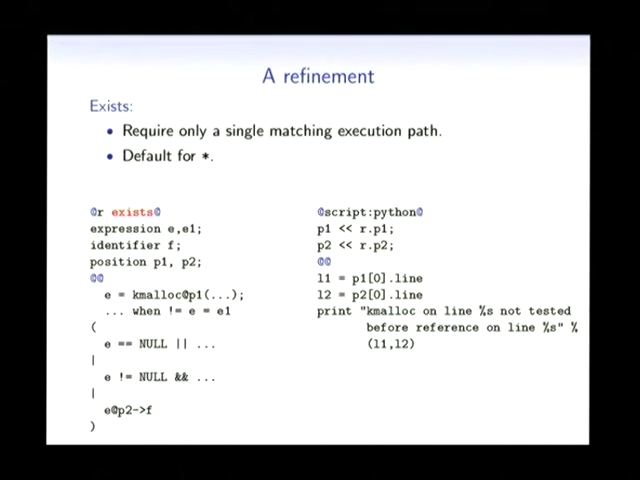 A refinement
Exists:
• Require only a single matching execution path.
• Default for *.
@r exists@
expression e,e1;
identifier f;
position p1, p2;
@@
e = kmalloc@p1(...);
... when != e = e1
(
e == NULL || ...
|
e != NULL && ...
|
e@p2->f
)
@script:python@
p1 << r.p1;
p2 << r.p2;
@@
l1 = p1[0].line
l2 = p2[0].line
print "kmalloc on line %s not tested
before reference on line %s" %
(l1,l2)